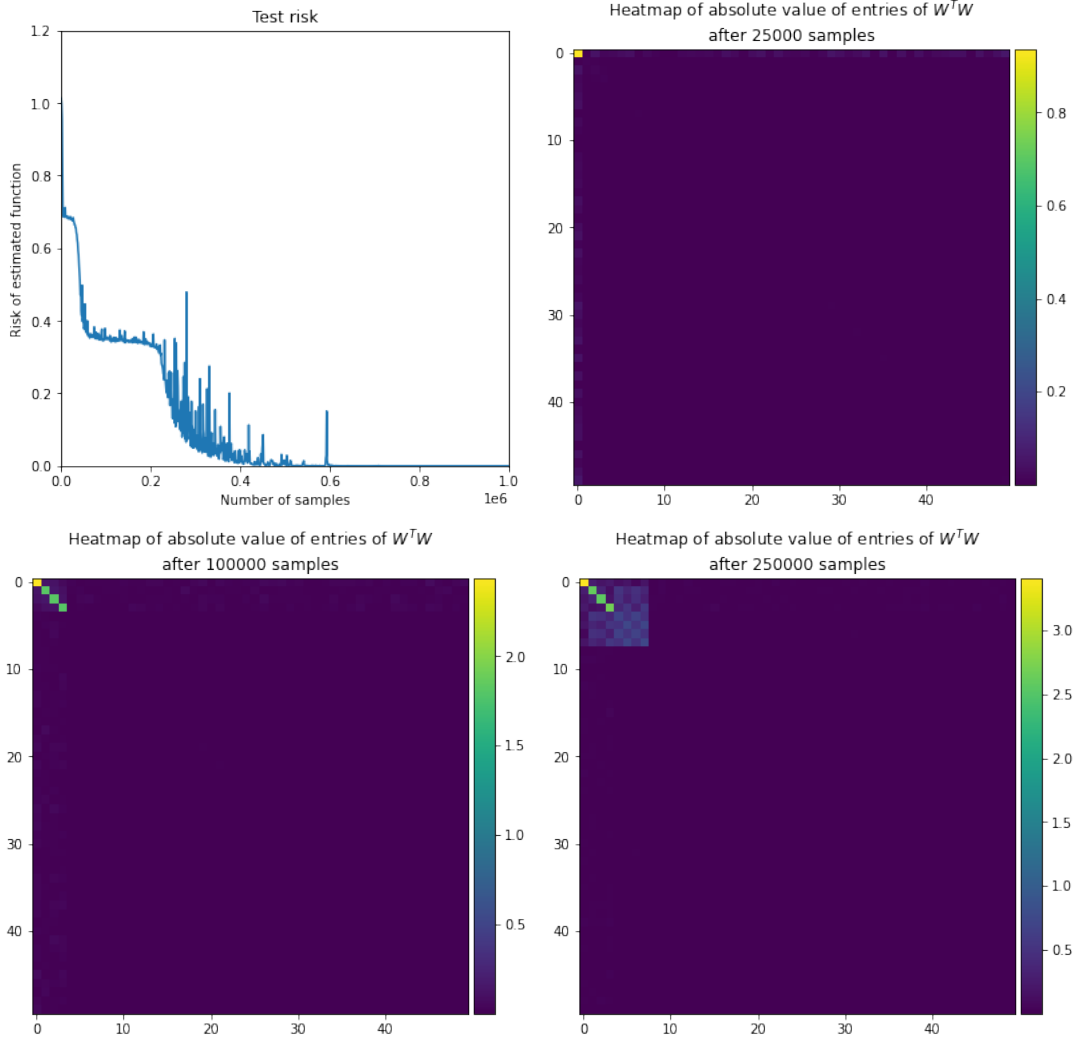 Test risk
Risk of estimated function
1.2
1.0
0.8
0.6
0.4
0.2
0.0
0.0 0.2 0.4 0.6 0.8 1.0
1e6
Number of samples
Heatmap of absolute value of entries of WᵀW
after 25000 samples
0
10
20
30
40
0 10 20 30 40
0.8
0.6
0.4
0.2
Heatmap of absolute value of entries of WᵀW
after 100000 samples
0
10
20
30
40
0 10 20 30 40
2.0
1.5
1.0
0.5
Heatmap of absolute value of entries of WᵀW
after 250000 samples
0
10
20
30
40
0 10 20 30 40
3.0
2.5
2.0
1.5
1.0
0.5